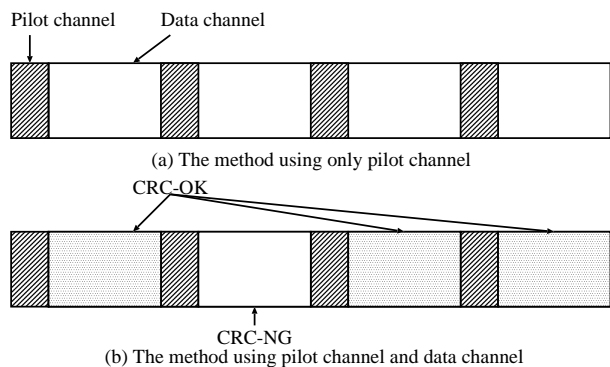 Pilot channel
Data channel
(a) The method using only pilot channel
CRC-OK
CRC-NG
(b) The method using pilot channel and data channel